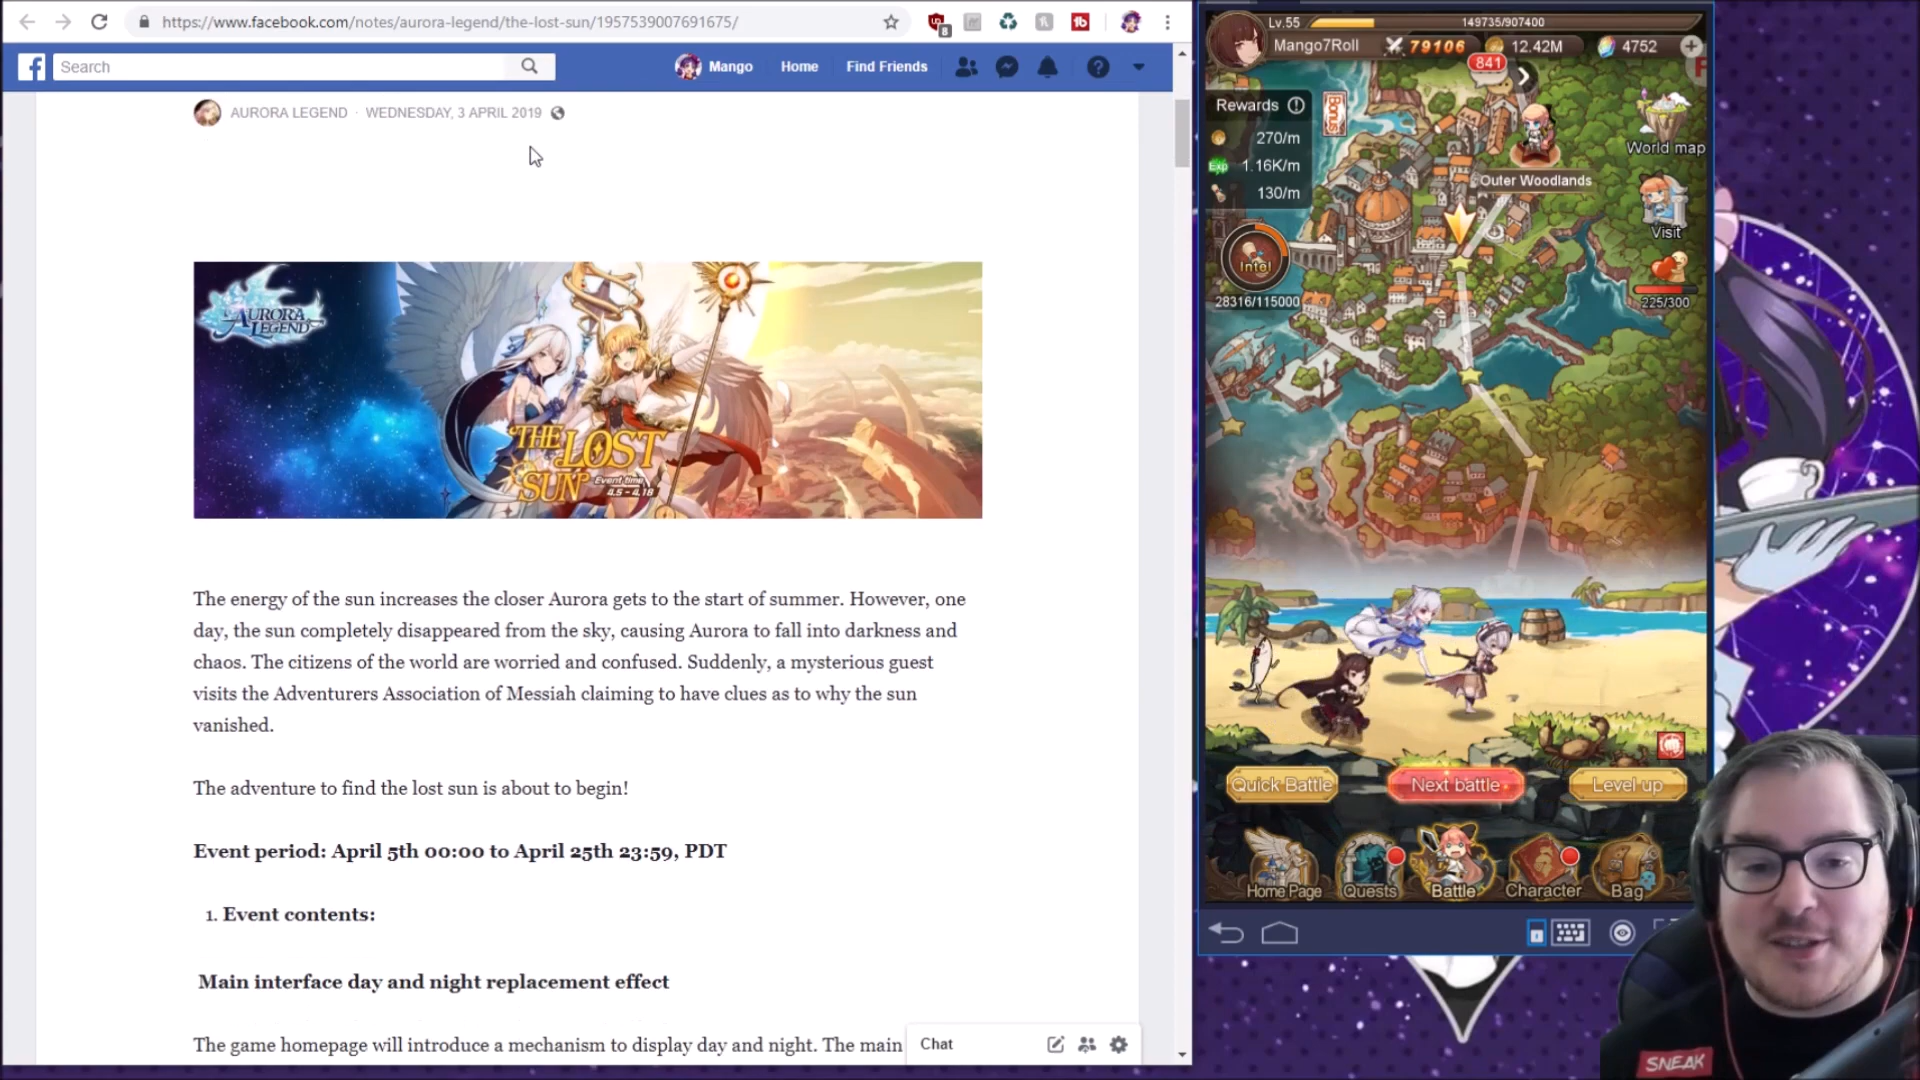 https://www.facebook.com/notes/aurora-legend/the-lost-sun/1957539007691675/
8
Search
Mango
Home
Find Friends
AURORA LEGEND · WEDNESDAY, 3 APRIL 2019
AURORA LEGEND
THE LOST SUN
Event time
4.5 - 4.18
The energy of the sun increases the closer Aurora gets to the start of summer. However, one
day, the sun completely disappeared from the sky, causing Aurora to fall into darkness and
chaos. The citizens of the world are worried and confused. Suddenly, a mysterious guest
visits the Adventurers Association of Messiah claiming to have clues as to why the sun
vanished.
The adventure to find the lost sun is about to begin!
Event period: April 5th 00:00 to April 25th 23:59, PDT
1. Event contents:
Main interface day and night replacement effect
The game homepage will introduce a mechanism to display day and night. The main
Chat
Lv.55
149735/907400
Mango7Roll
79106
12.42M
4752
841
Rewards
Bonus
270/m
Exp 1.16K/m
130/m
World map
Outer Woodlands
Visit
Intel
28316/115000
225/300
Quick Battle
Next battle
Level up
Home Page
Quests
Battle
Character
Bag
SNEAK